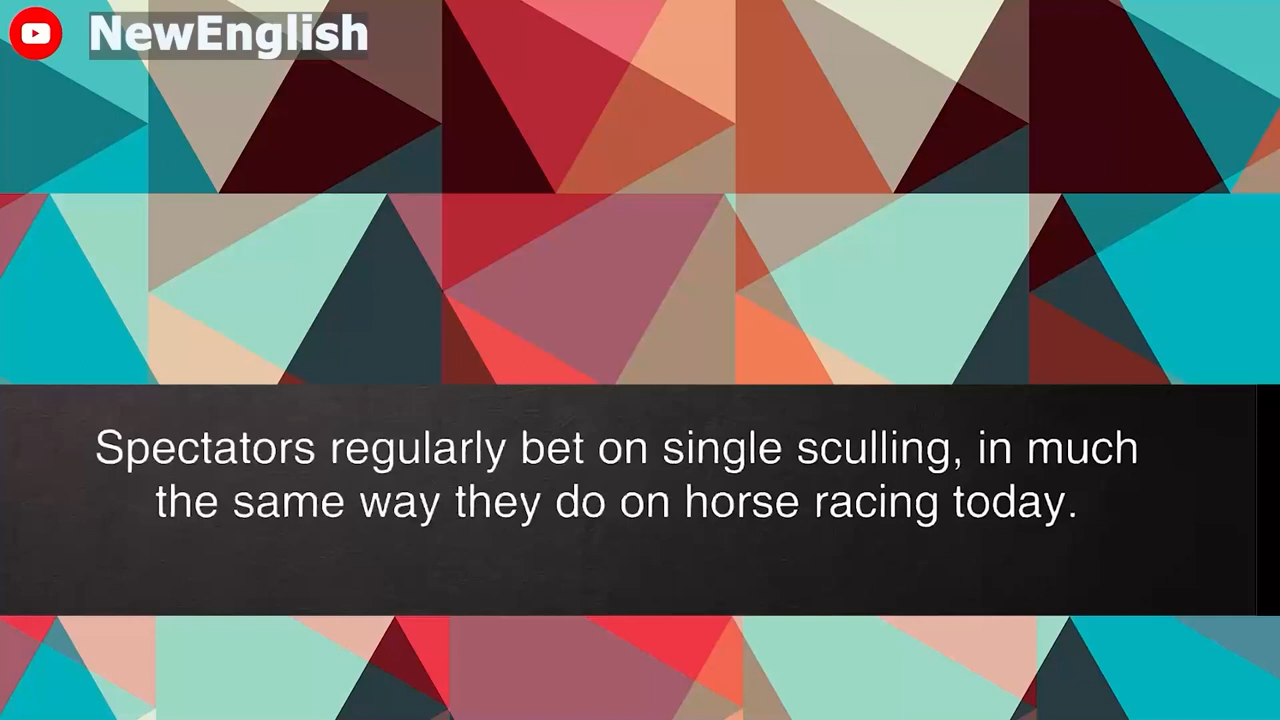 NewEnglish
Spectators regularly bet on single sculling, in much
the same way they do on horse racing today.